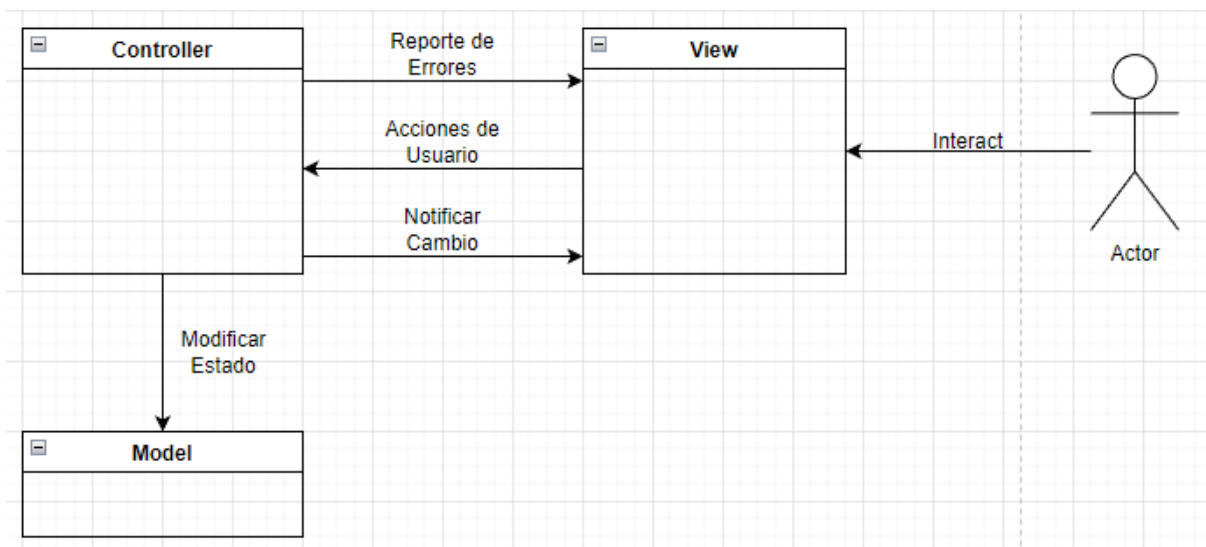 Controller
Reporte de
Errores
View
Acciones de
Usuario
Interact
Notificar
Cambio
Actor
Modificar
Estado
Model